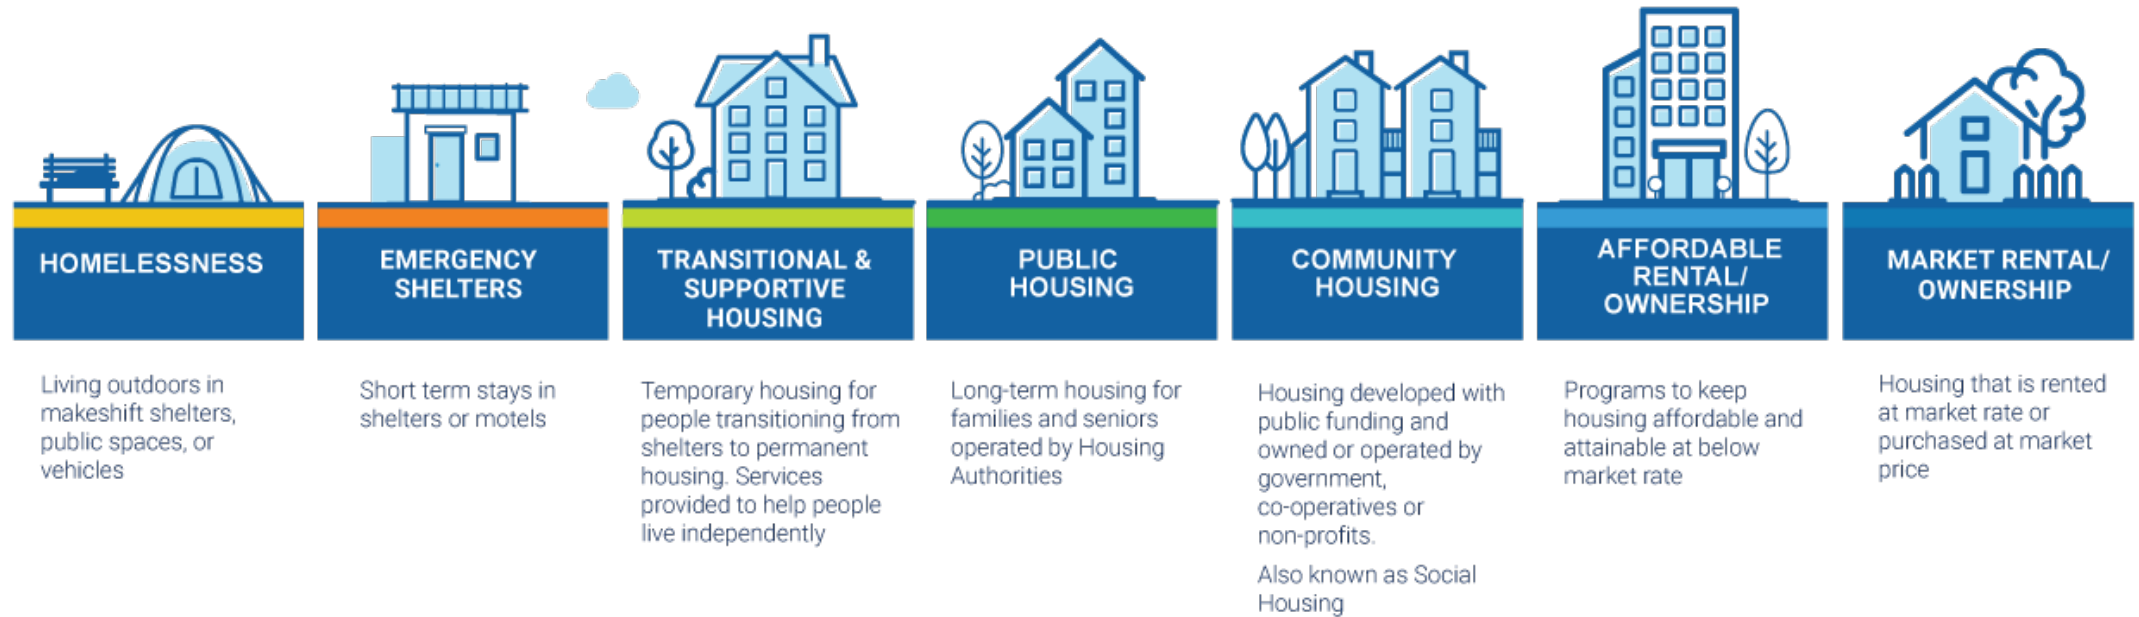 HOMELESSNESS
Living outdoors in
makeshift shelters,
public spaces, or
vehicles
EMERGENCY
SHELTERS
Short term stays in
shelters or motels
TRANSITIONAL &
SUPPORTIVE
HOUSING
Temporary housing for
people transitioning from
shelters to permanent
housing. Services
provided to help people
live independently
PUBLIC
HOUSING
Long-term housing for
families and seniors
operated by Housing
Authorities
COMMUNITY
HOUSING
Housing developed with
public funding and
owned or operated by
government,
co-operatives or
non-profits.
Also known as Social
Housing
AFFORDABLE
RENTAL/
OWNERSHIP
Programs to keep
housing affordable and
attainable at below
market rate
MARKET RENTAL/
OWNERSHIP
Housing that is rented
at market rate or
purchased at market
price